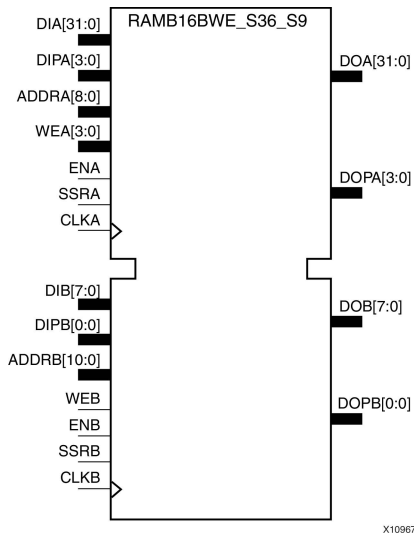 RAMB16BWE_S36_S9
DIA[31:0]
DIPA[3:0]
ADDRA[8:0]
WEA[3:0]
ENA
SSRA
CLKA
DOA[31:0]
DOPA[3:0]
DIB[7:0]
DIPB[0:0]
ADDRB[10:0]
WEB
ENB
SSRB
CLKB
DOB[7:0]
DOPB[0:0]
X10967